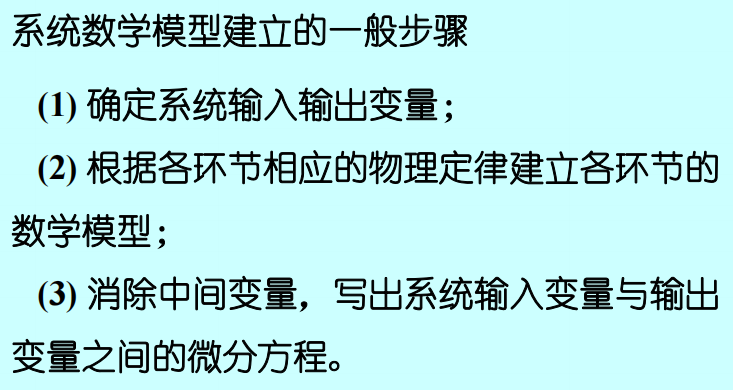 系统数学模型建立的一般步骤
(1) 确定系统输入输出变量；
(2) 根据各环节相应的物理定律建立各环节的
数学模型；
(3) 消除中间变量，写出系统输入变量与输出
变量之间的微分方程。